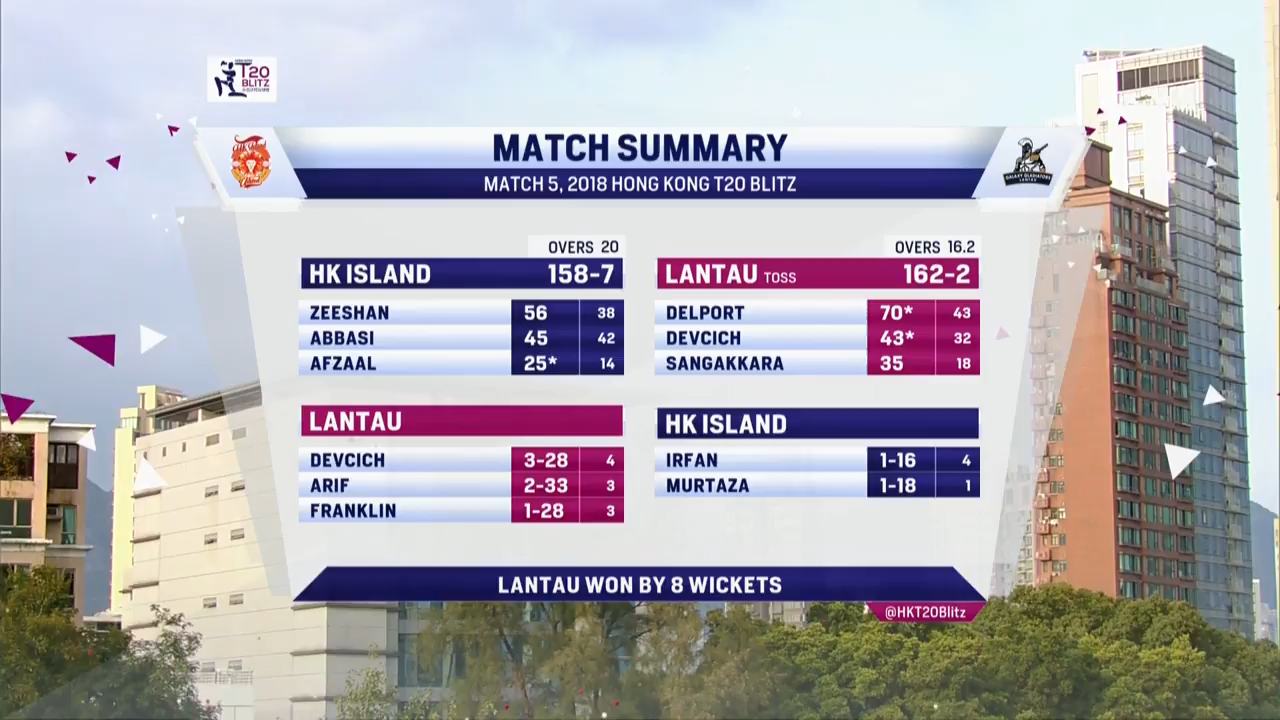 T20
BLITZ
MATCH SUMMARY
MATCH 5, 2018 HONG KONG T20 BLITZ
GALAXY GLADIATORS
LANTAU
OVERS 20
HK ISLAND 158-7
ZEESHAN 56 38
ABBASI 45 42
AFZAAL 25* 14
LANTAU
DEVCICH 3-28 4
ARIF 2-33 3
FRANKLIN 1-28 3
OVERS 16.2
LANTAU TOSS 162-2
DELPORT 70* 43
DEVCICH 43* 32
SANGAKKARA 35 18
HK ISLAND
IRFAN 1-16 4
MURTAZA 1-18 1
LANTAU WON BY 8 WICKETS
@HKT20Blitz